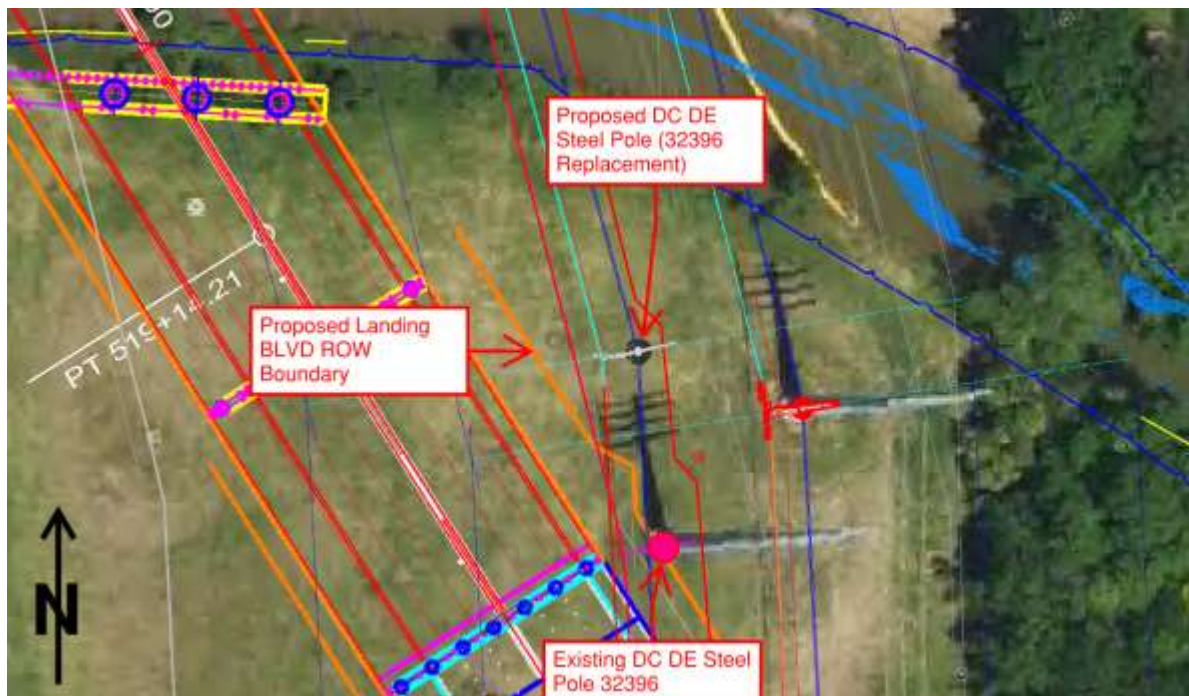 00
Proposed DC DE
Steel Pole (32396
Replacement)
PT 519+14.21
Proposed Landing
BLVD ROW
Boundary
N
Existing DC DE Steel
Pole 32396